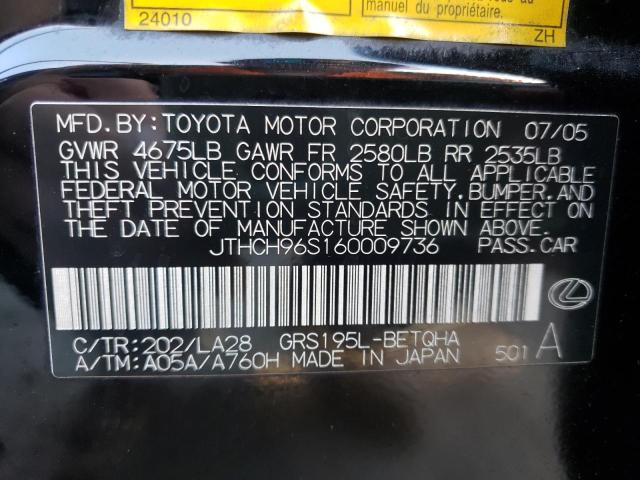 manuel du propriétaire.
24010
ZH
MFD.BY:TOYOTA MOTOR CORPORATION 07/05
GVWR 4675LB GAWR FR 2580LB RR 2535LB
THIS VEHICLE CONFORMS TO ALL APPLICABLE
FEDERAL MOTOR VEHICLE SAFETY,BUMPER,AND
THEFT PREVENTION STANDARDS IN EFFECT ON
THE DATE OF MANUFACTURE SHOWN ABOVE.
JTHCH96S160009736 PASS.CAR
C/TR:202/LA28 GRS195L-BETQHA
A/TM:A05A/A760H MADE IN JAPAN 501 A